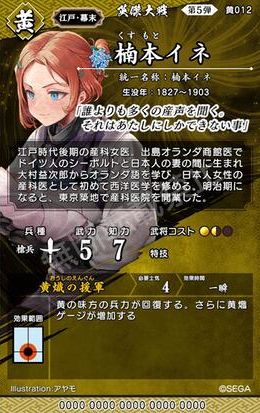 黄
江戸・幕末
英傑大戦
第5弾
黄012
くすもと
楠本イネ
統一名称：楠本イネ
生没年：1827〜1903
「誰よりも多くの産声を聞く。
それはあたしにしかできない事」
江戸時代後期の産科女医。出島オランダ商館医で
ドイツ人のシーボルトと日本人の妻の間に生まれ
大村益次郎からオランダ語を学び、日本人女性の
産科医として初めて西洋医学を修める。明治期に
なると、東京築地で産科医院を開業した。
兵種 武力 知力 武将コスト
槍兵 5 7 特技
おうじのえんぐん
黄熾の援軍
必要士気 4
効果時間 一瞬
効果範囲
黄の味方の兵力が回復する。さらに黄熾
ゲージが増加する
Illustration:アヤモ
©SEGA
0000-0000-0000-0000-0000